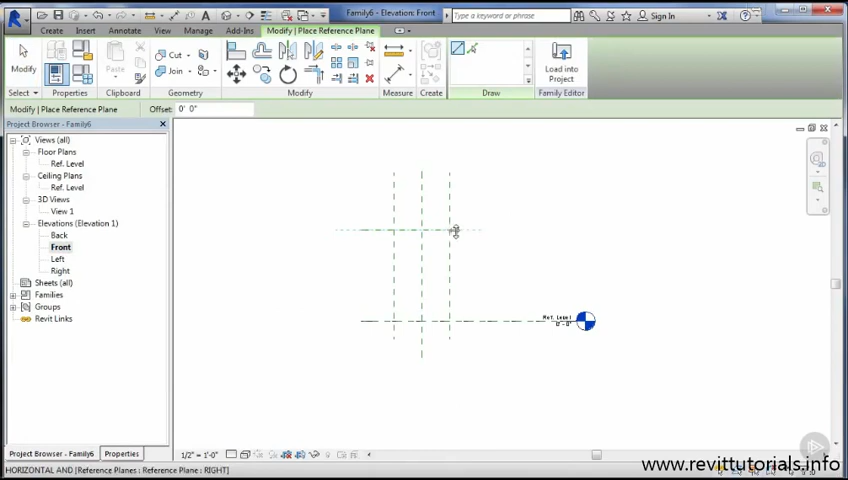 Family6 - Elevation: Front
Type a keyword or phrase
Sign In
Create Insert Annotate View Manage Add-Ins Modify | Place Reference Plane
Modify
Paste
Cut
Join
Load into
Project
Select Properties Clipboard Geometry Modify Measure Create Draw Family Editor
Modify | Place Reference Plane Offset: 0' 0"
Project Browser - Family6
Views (all)
Floor Plans
Ref. Level
Ceiling Plans
Ref. Level
3D Views
View 1
Elevations (Elevation 1)
Back
Front
Left
Right
Sheets (all)
Families
Groups
Revit Links
Ref. Level
0' - 0"
Project Browser - Family6 Properties
1/2" = 1'-0"
HORIZONTAL AND [Reference Planes : Reference Plane : RIGHT]
www.revittutorials.info